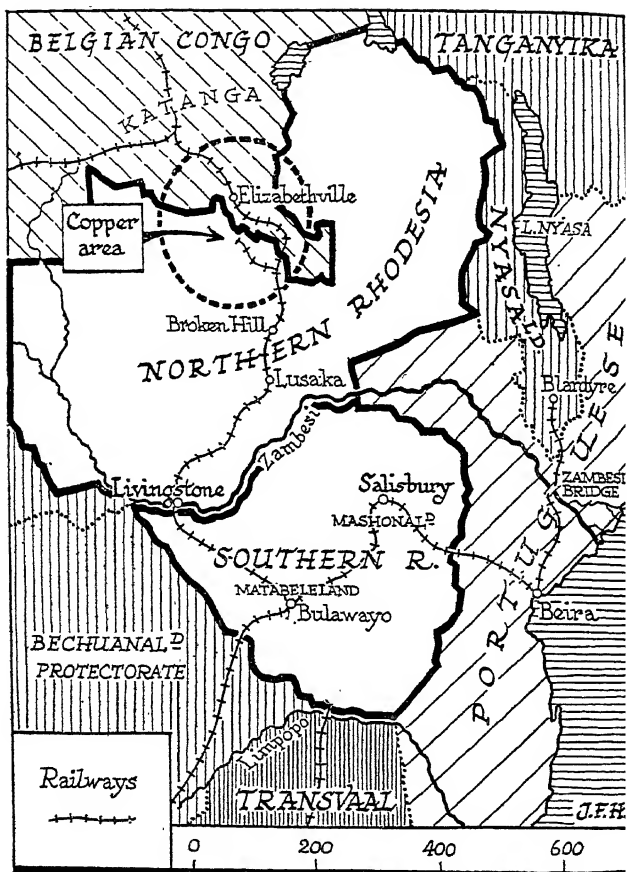 BELGIAN CONGO
TANGANYIKA
KATANGA
Elizabethville
Copper
area
L. NYASA
NYASALD
NORTHERN RHODESIA
Broken Hill
Lusaka
Blantyre
Zambesi
Livingstone
Salisbury
ZAMBESI
BRIDGE
MASHONALD
SOUTHERN R.
MATABELELAND
Bulawayo
Beira
PORTUGUESE
BECHUANALD
PROTECTORATE
Limpopo
Railways
TRANSVAAL
J.F.H.
0 200 400 600